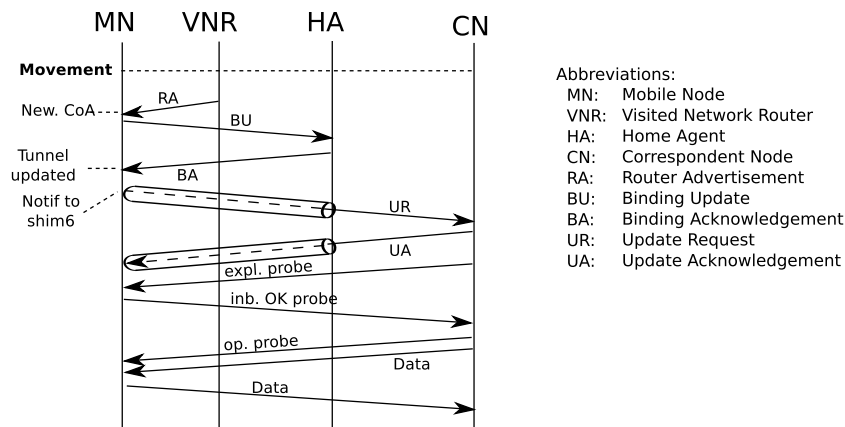 MN VNR HA CN
Movement
RA
New. CoA
BU
Tunnel
updated
BA
Notif to
shim6
UR
UA
expl. probe
inb. OK probe
op. probe
Data
Data
Abbreviations:
MN: Mobile Node
VNR: Visited Network Router
HA: Home Agent
CN: Correspondent Node
RA: Router Advertisement
BU: Binding Update
BA: Binding Acknowledgement
UR: Update Request
UA: Update Acknowledgement